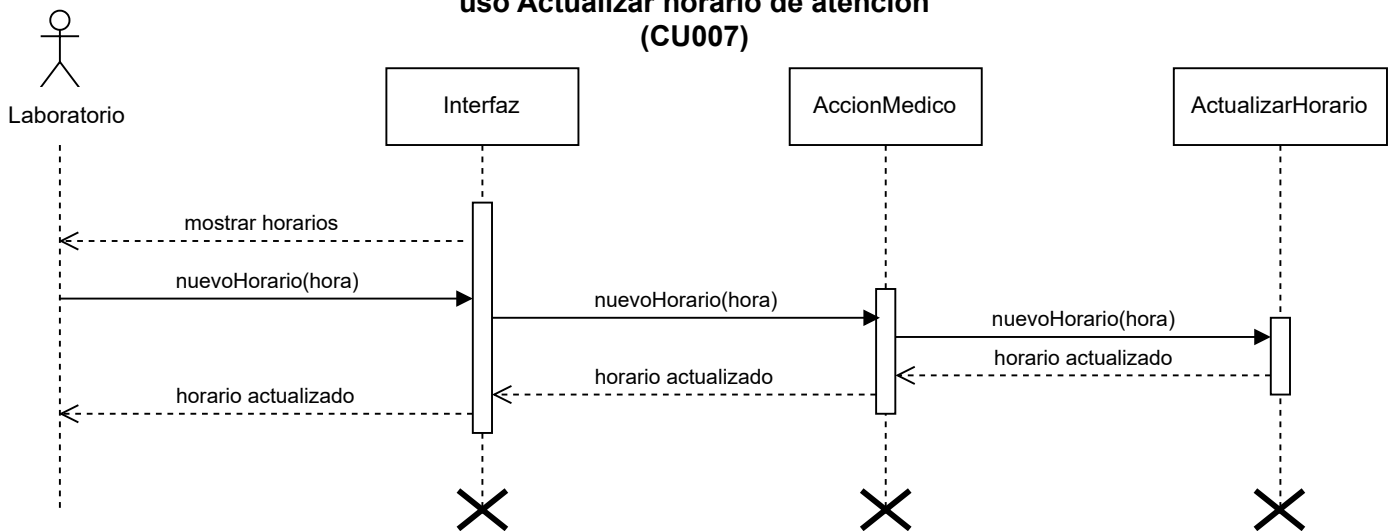 uso Actualizar horario de atención
(CU007)
Laboratorio
Interfaz
AccionMedico
ActualizarHorario
mostrar horarios
nuevoHorario(hora)
nuevoHorario(hora)
nuevoHorario(hora)
horario actualizado
horario actualizado
horario actualizado